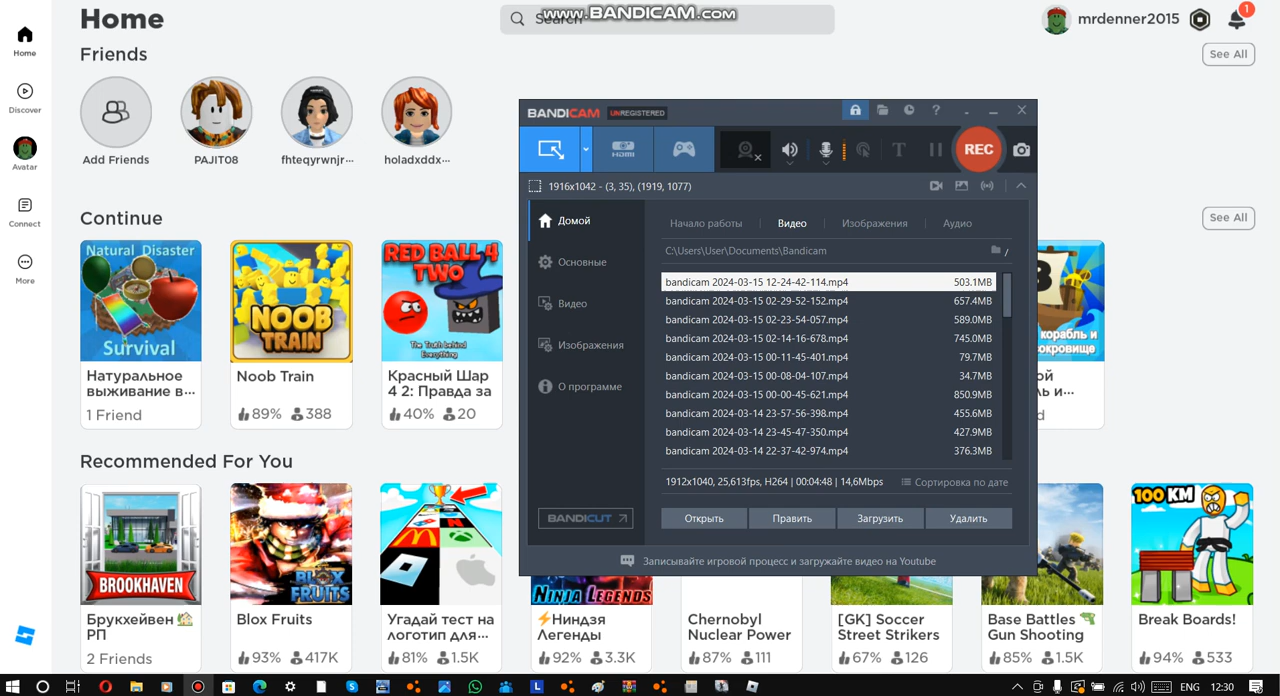 Home
Search
www.BANDICAM.com
mrdenner2015
1
Home
Discover
Avatar
Connect
More
Friends
See All
Add Friends
PAJIT08
fhteqyrwnjr...
holadxddx...
Continue
See All
Natural Disaster
Survival
Натуральное
выживание в...
1 Friend
NOOB
TRAIN
Noob Train
89% 388
RED BALL 4
TWO
The Truth behind
Everything
Красный Шар
4 2: Правда за
40% 20
корабль и
сокровище
BANDICAM UNREGISTERED
HDMI
REC
1916x1042 - (3, 35), (1919, 1077)
Домой
Основные
Видео
Изображения
О программе
BANDICUT
Начало работы
Видео
Изображения
Аудио
C:\Users\User\Documents\Bandicam
bandicam 2024-03-15 12-24-42-114.mp4 503.1MB
bandicam 2024-03-15 02-29-52-152.mp4 657.4MB
bandicam 2024-03-15 02-23-54-057.mp4 589.0MB
bandicam 2024-03-15 02-14-16-678.mp4 745.0MB
bandicam 2024-03-15 00-11-45-401.mp4 79.7MB
bandicam 2024-03-15 00-08-04-107.mp4 34.7MB
bandicam 2024-03-15 00-00-45-621.mp4 850.9MB
bandicam 2024-03-14 23-57-56-398.mp4 455.6MB
bandicam 2024-03-14 23-45-47-350.mp4 427.9MB
bandicam 2024-03-14 22-37-42-974.mp4 376.3MB
1912x1040, 25,613fps, H264 | 00:04:48 | 14,6Mbps
Сортировка по дате
Открыть
Править
Загрузить
Удалить
Записывайте игровой процесс и загружайте видео на Youtube
Recommended For You
BROOKHAVEN
Брукхейвен
РП
2 Friends
BLOX
FRUITS
Blox Fruits
93% 417K
Угадай тест на
логотип для...
81% 1.5K
NINJA LEGENDS
Ниндзя
Легенды
92% 3.3K
Chernobyl
Nuclear Power
87% 111
[GK] Soccer
Street Strikers
67% 126
Base Battles
Gun Shooting
85% 1.5K
100 KM
Break Boards!
94% 533
ENG
12:30